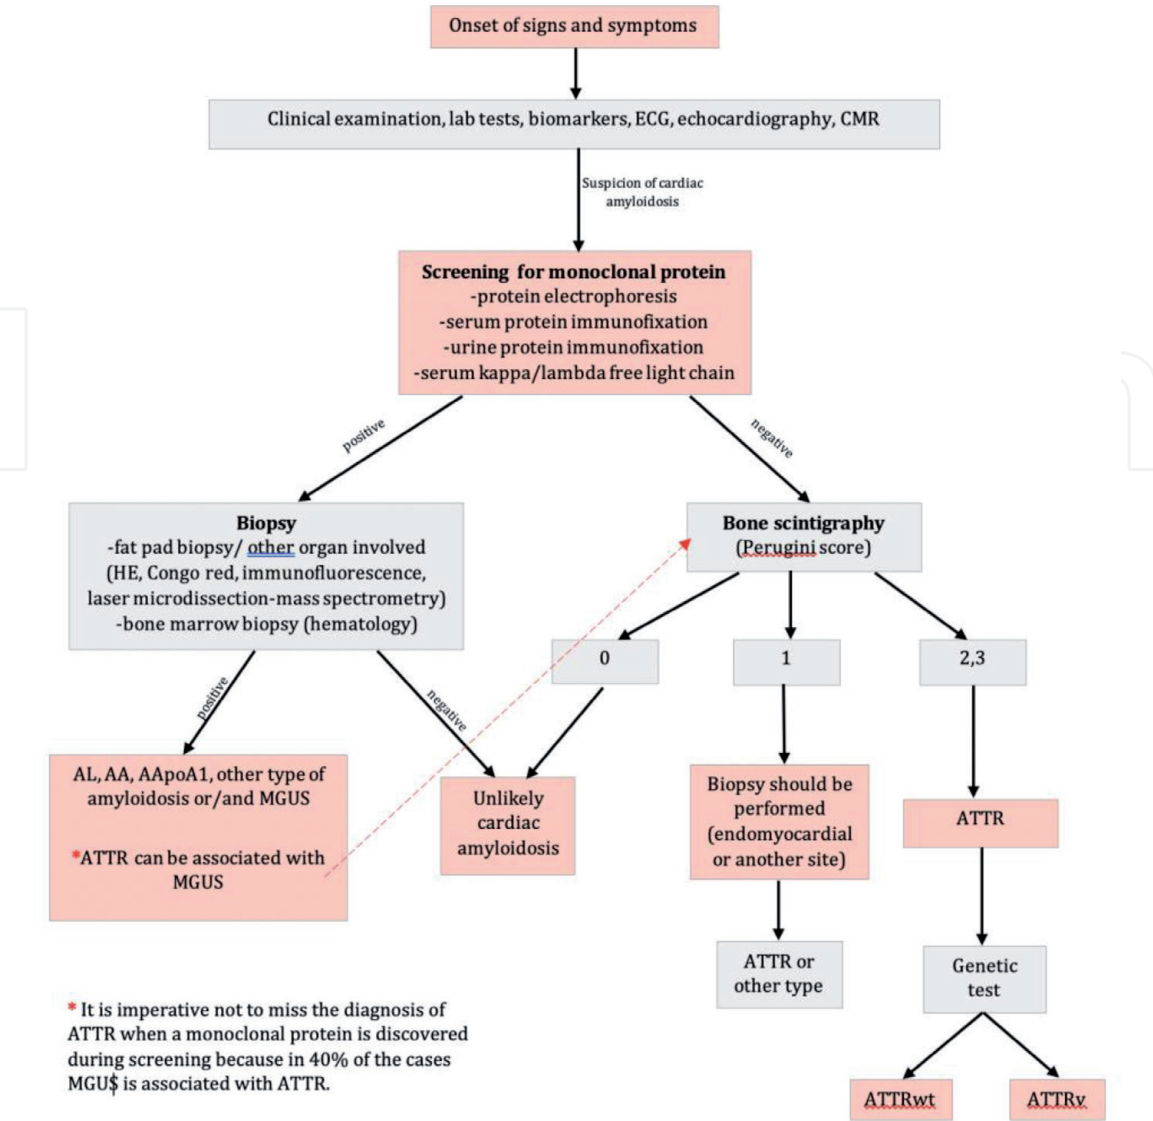 Onset of signs and symptoms
Clinical examination, lab tests, biomarkers, ECG, echocardiography, CMR
Suspicion of cardiac
amyloidosis
Screening for monoclonal protein
-protein electrophoresis
-serum protein immunofixation
-urine protein immunofixation
-serum kappa/lambda free light chain
positive
negative
Biopsy
-fat pad biopsy/ other organ involved
(HE, Congo red, immunofluorescence,
laser microdissection-mass spectrometry)
-bone marrow biopsy (hematology)
Bone scintigraphy
(Perugini score)
0
1
2,3
positive
negative
AL, AA, AApoA1, other type of
amyloidosis or/and MGUS
*ATTR can be associated with
MGUS
Unlikely
cardiac
amyloidosis
Biopsy should be
performed
(endomyocardial
or another site)
ATTR
ATTR or
other type
Genetic
test
ATTRwt
ATTRv
* It is imperative not to miss the diagnosis of
ATTR when a monoclonal protein is discovered
during screening because in 40% of the cases
MGU$ is associated with ATTR.